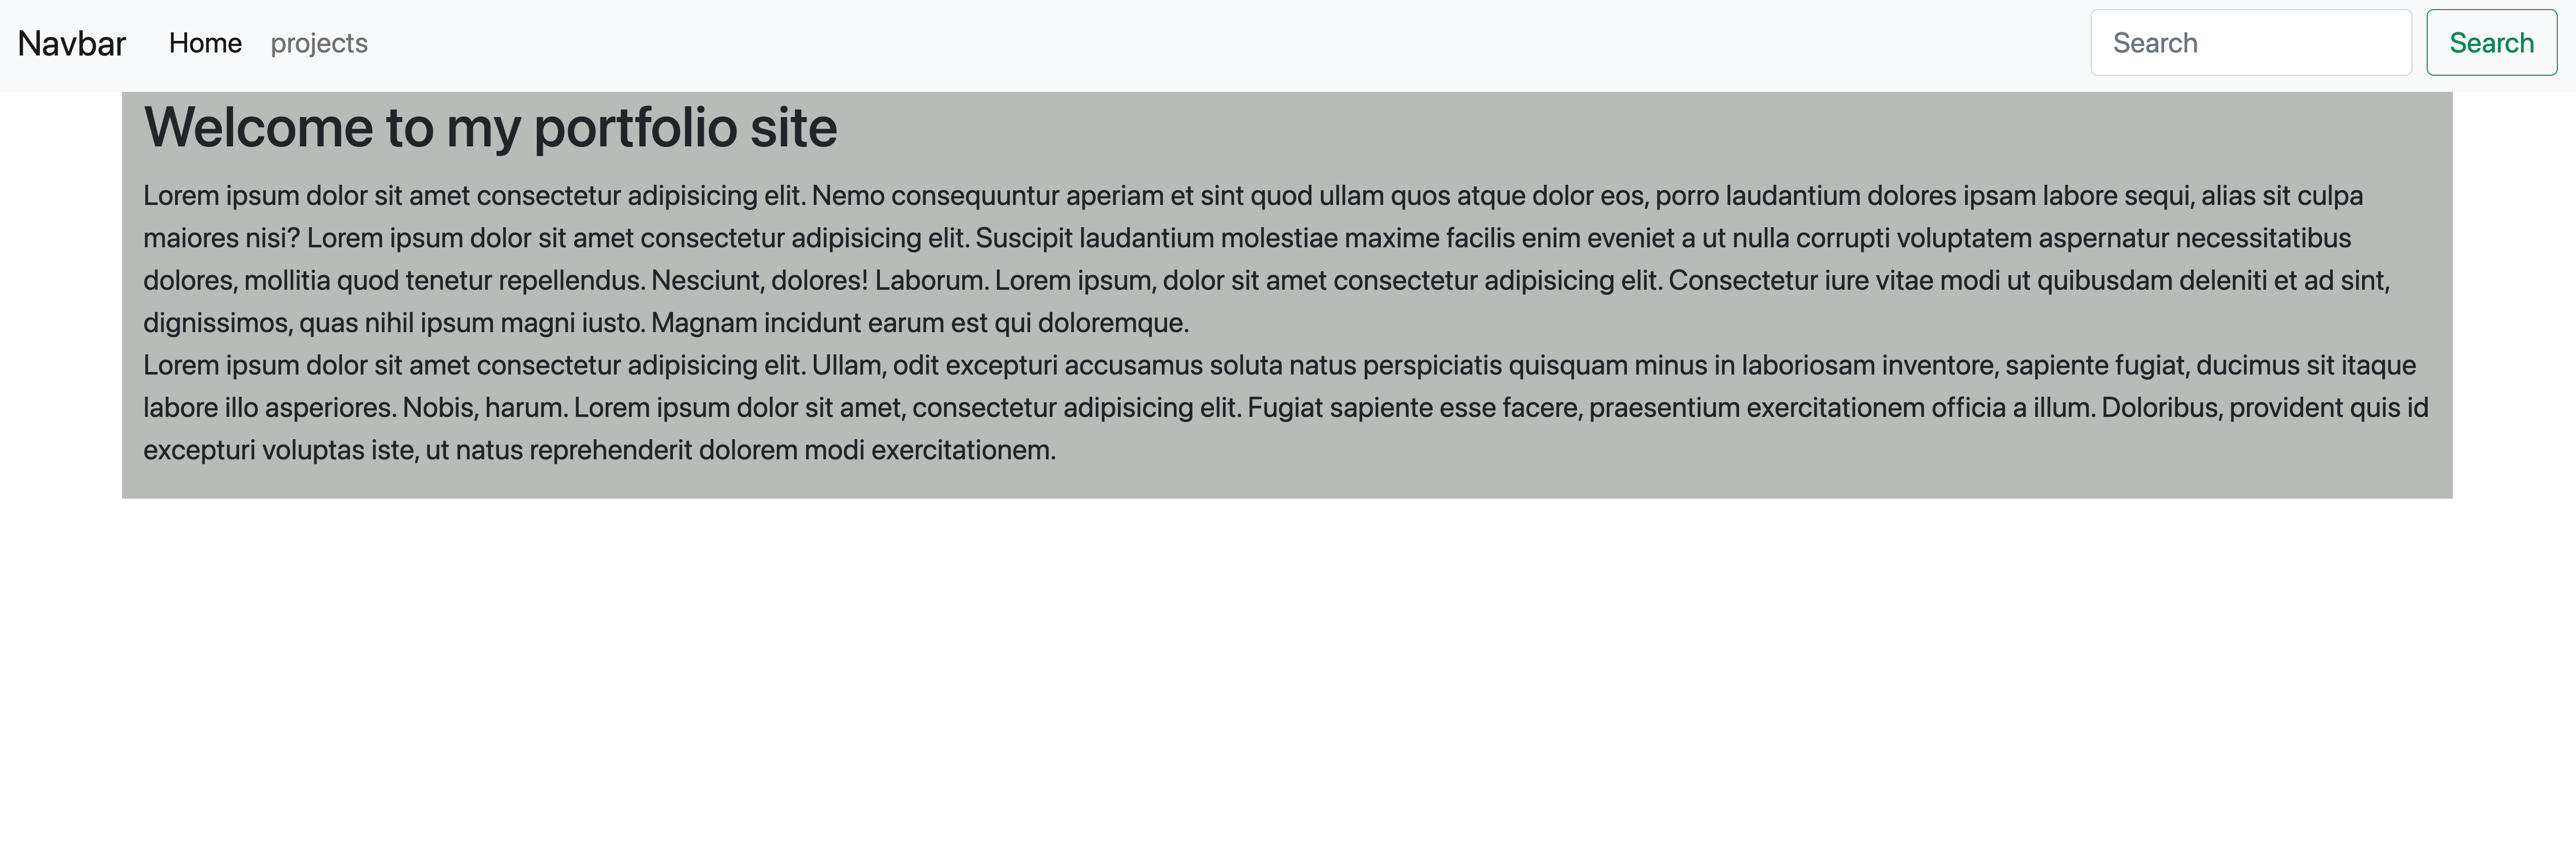 Navbar Home projects Search Search
Welcome to my portfolio site
Lorem ipsum dolor sit amet consectetur adipisicing elit. Nemo consequuntur aperiam et sint quod ullam quos atque dolor eos, porro laudantium dolores ipsam labore sequi, alias sit culpa
maiores nisi? Lorem ipsum dolor sit amet consectetur adipisicing elit. Suscipit laudantium molestiae maxime facilis enim eveniet a ut nulla corrupti voluptatem aspernatur necessitatibus
dolores, mollitia quod tenetur repellendus. Nesciunt, dolores! Laborum. Lorem ipsum, dolor sit amet consectetur adipisicing elit. Consectetur iure vitae modi ut quibusdam deleniti et ad sint,
dignissimos, quas nihil ipsum magni iusto. Magnam incidunt earum est qui doloremque.
Lorem ipsum dolor sit amet consectetur adipisicing elit. Ullam, odit excepturi accusamus soluta natus perspiciatis quisquam minus in laboriosam inventore, sapiente fugiat, ducimus sit itaque
labore illo asperiores. Nobis, harum. Lorem ipsum dolor sit amet, consectetur adipisicing elit. Fugiat sapiente esse facere, praesentium exercitationem officia a illum. Doloribus, provident quis id
excepturi voluptas iste, ut natus reprehenderit dolorem modi exercitationem.